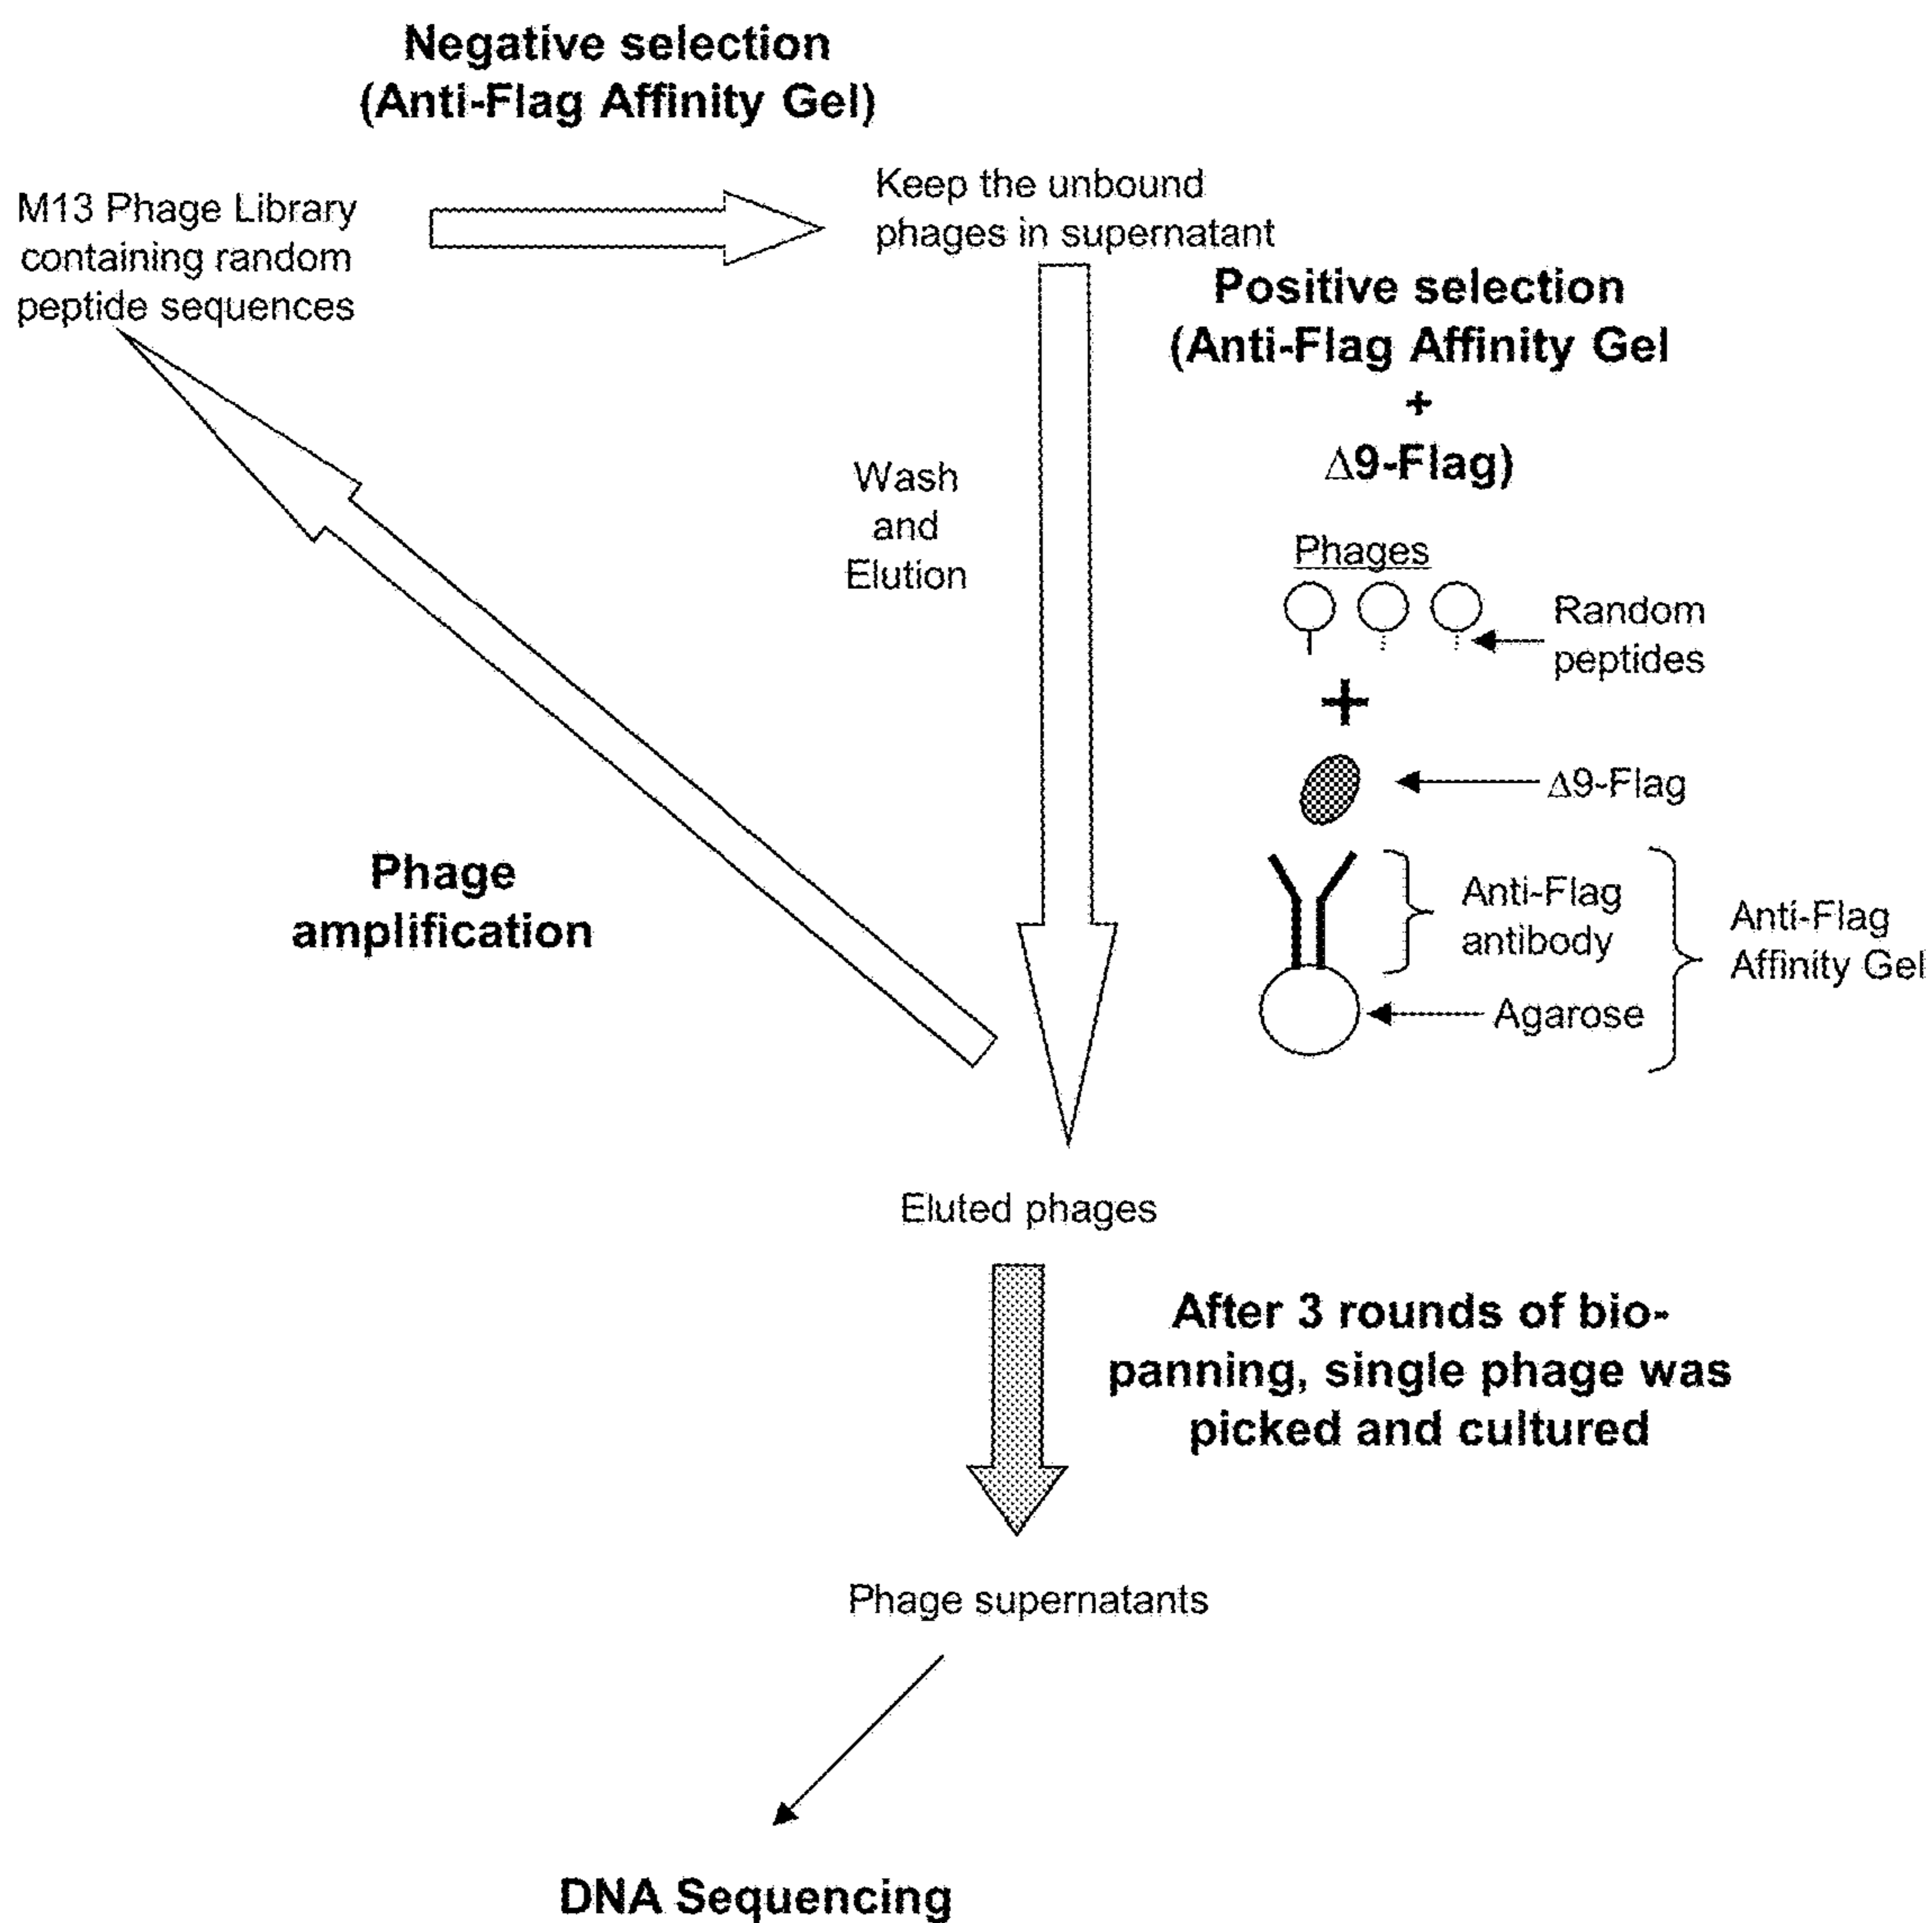 Negative selection
(Anti-Flag Affinity Gel)
M13 Phage Library
containing random
peptide sequences
Keep the unbound
phages in supernatant
Positive selection
(Anti-Flag Affinity Gel
+
Δ9-Flag)
Wash
and
Elution
Phages
Random
peptides
+
Δ9-Flag
Phage
amplification
Anti-Flag
antibody
Anti-Flag
Affinity Gel
Agarose
Eluted phages
After 3 rounds of bio-
panning, single phage was
picked and cultured
Phage supernatants
DNA Sequencing